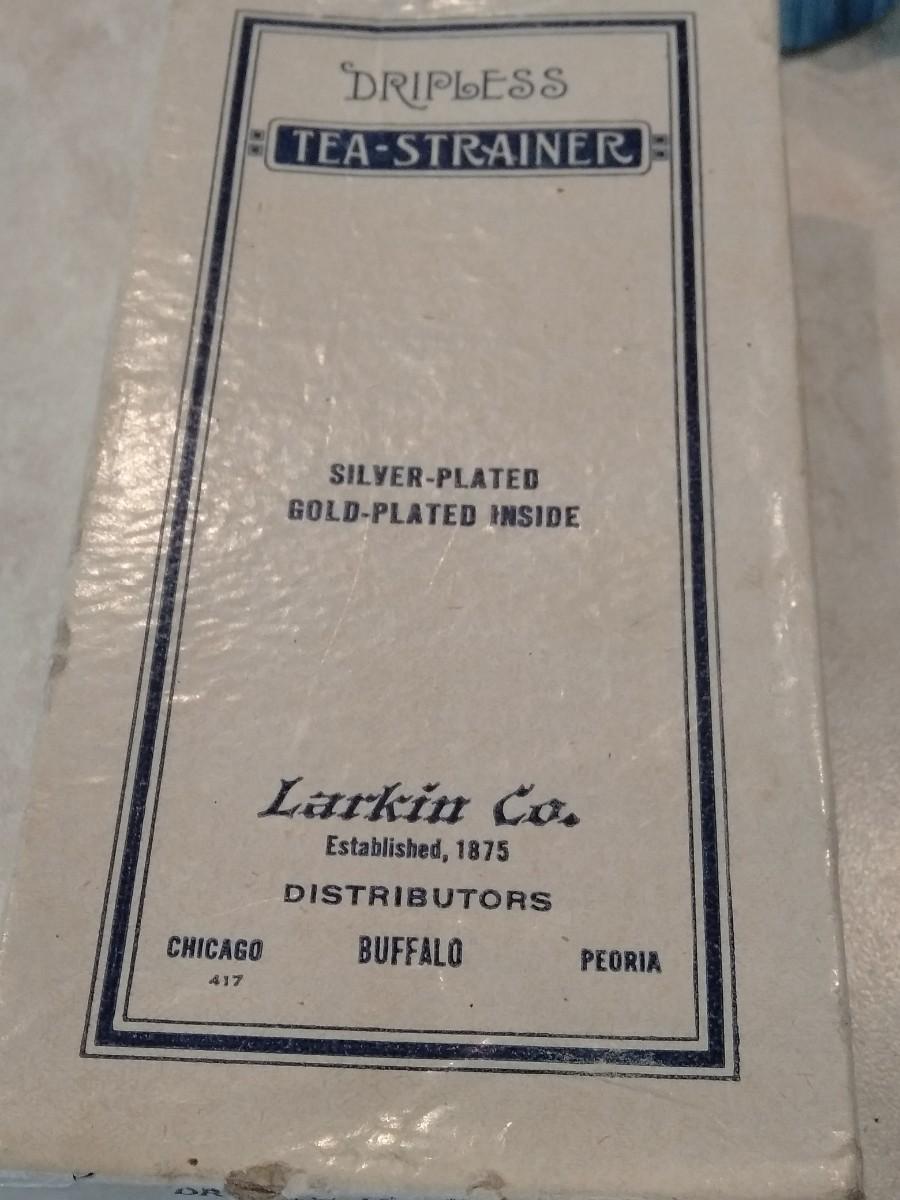 DRIPLESS
TEA-STRAINER
SILVER-PLATED
GOLD-PLATED INSIDE
Larkin Co.
Established, 1875
DISTRIBUTORS
CHICAGO BUFFALO PEORIA
417